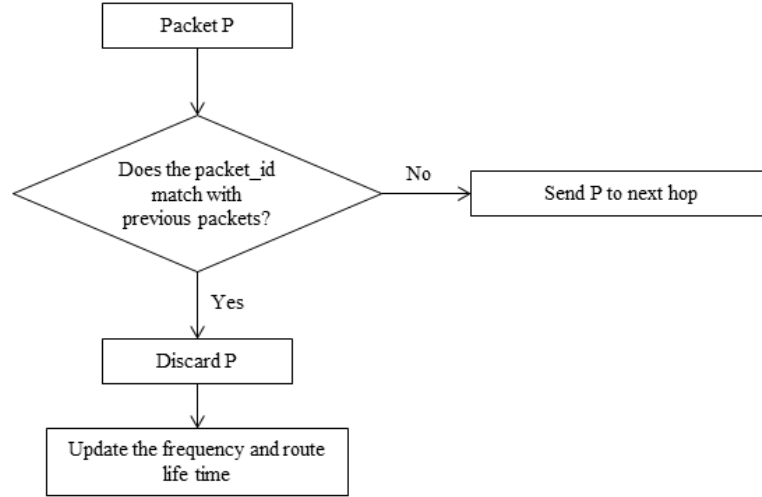 Packet P
Does the packet_id
match with
previous packets?
No
Send P to next hop
Yes
Discard P
Update the frequency and route
life time